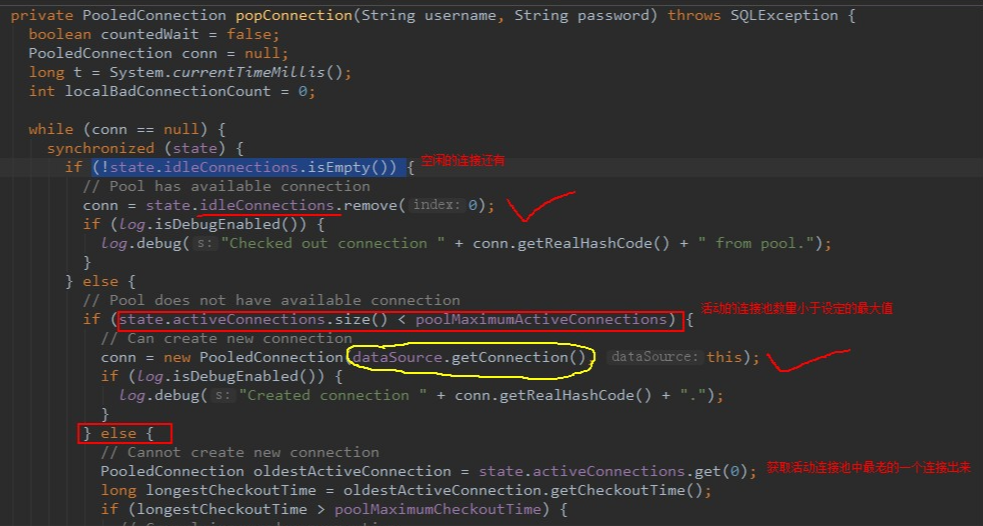 private PooledConnection popConnection(String username, String password) throws SQLException {
boolean countedWait = false;
PooledConnection conn = null;
long t = System.currentTimeMillis();
int localBadConnectionCount = 0;
while (conn == null) {
synchronized (state) {
if (!state.idleConnections.isEmpty()) { 空闲的连接还有
// Pool has available connection
conn = state.idleConnections.remove( index: 0);
if (log.isDebugEnabled()) {
log.debug( s: "Checked out connection " + conn.getRealHashCode() + " from pool.");
}
} else {
// Pool does not have available connection
if (state.activeConnections.size() < poolMaximumActiveConnections) { 活动的连接池数量小于设定的最大值
// Can create new connection
conn = new PooledConnection(dataSource.getConnection(), dataSource: this);
if (log.isDebugEnabled()) {
log.debug( s: "Created connection " + conn.getRealHashCode() + ".");
}
} else {
// Cannot create new connection
PooledConnection oldestActiveConnection = state.activeConnections.get(0); 获取活动连接池中最老的一个连接出来
long longestCheckoutTime = oldestActiveConnection.getCheckoutTime();
if (longestCheckoutTime > poolMaximumCheckoutTime) {